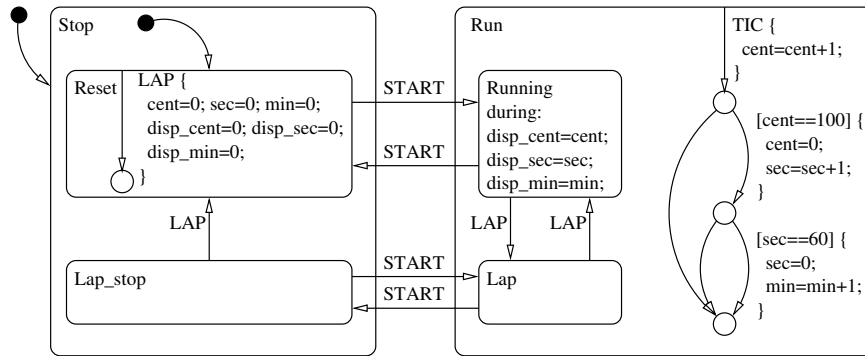 Stop
Reset
LAP {
cent=0; sec=0; min=0;
disp_cent=0; disp_sec=0;
disp_min=0;
}
LAP
Lap_stop
START
START
START
START
Run
Running
during:
disp_cent=cent;
disp_sec=sec;
disp_min=min;
LAP
LAP
Lap
TIC {
cent=cent+1;
}
[cent==100] {
cent=0;
sec=sec+1;
}
[sec==60] {
sec=0;
min=min+1;
}